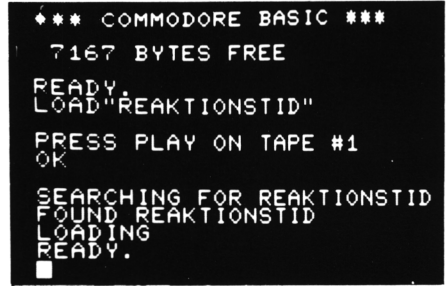 *** COMMODORE BASIC ***
7167 BYTES FREE
READY.
LOAD"REAKTIONSTID"
PRESS PLAY ON TAPE #1
OK
SEARCHING FOR REAKTIONSTID
FOUND REAKTIONSTID
LOADING
READY.